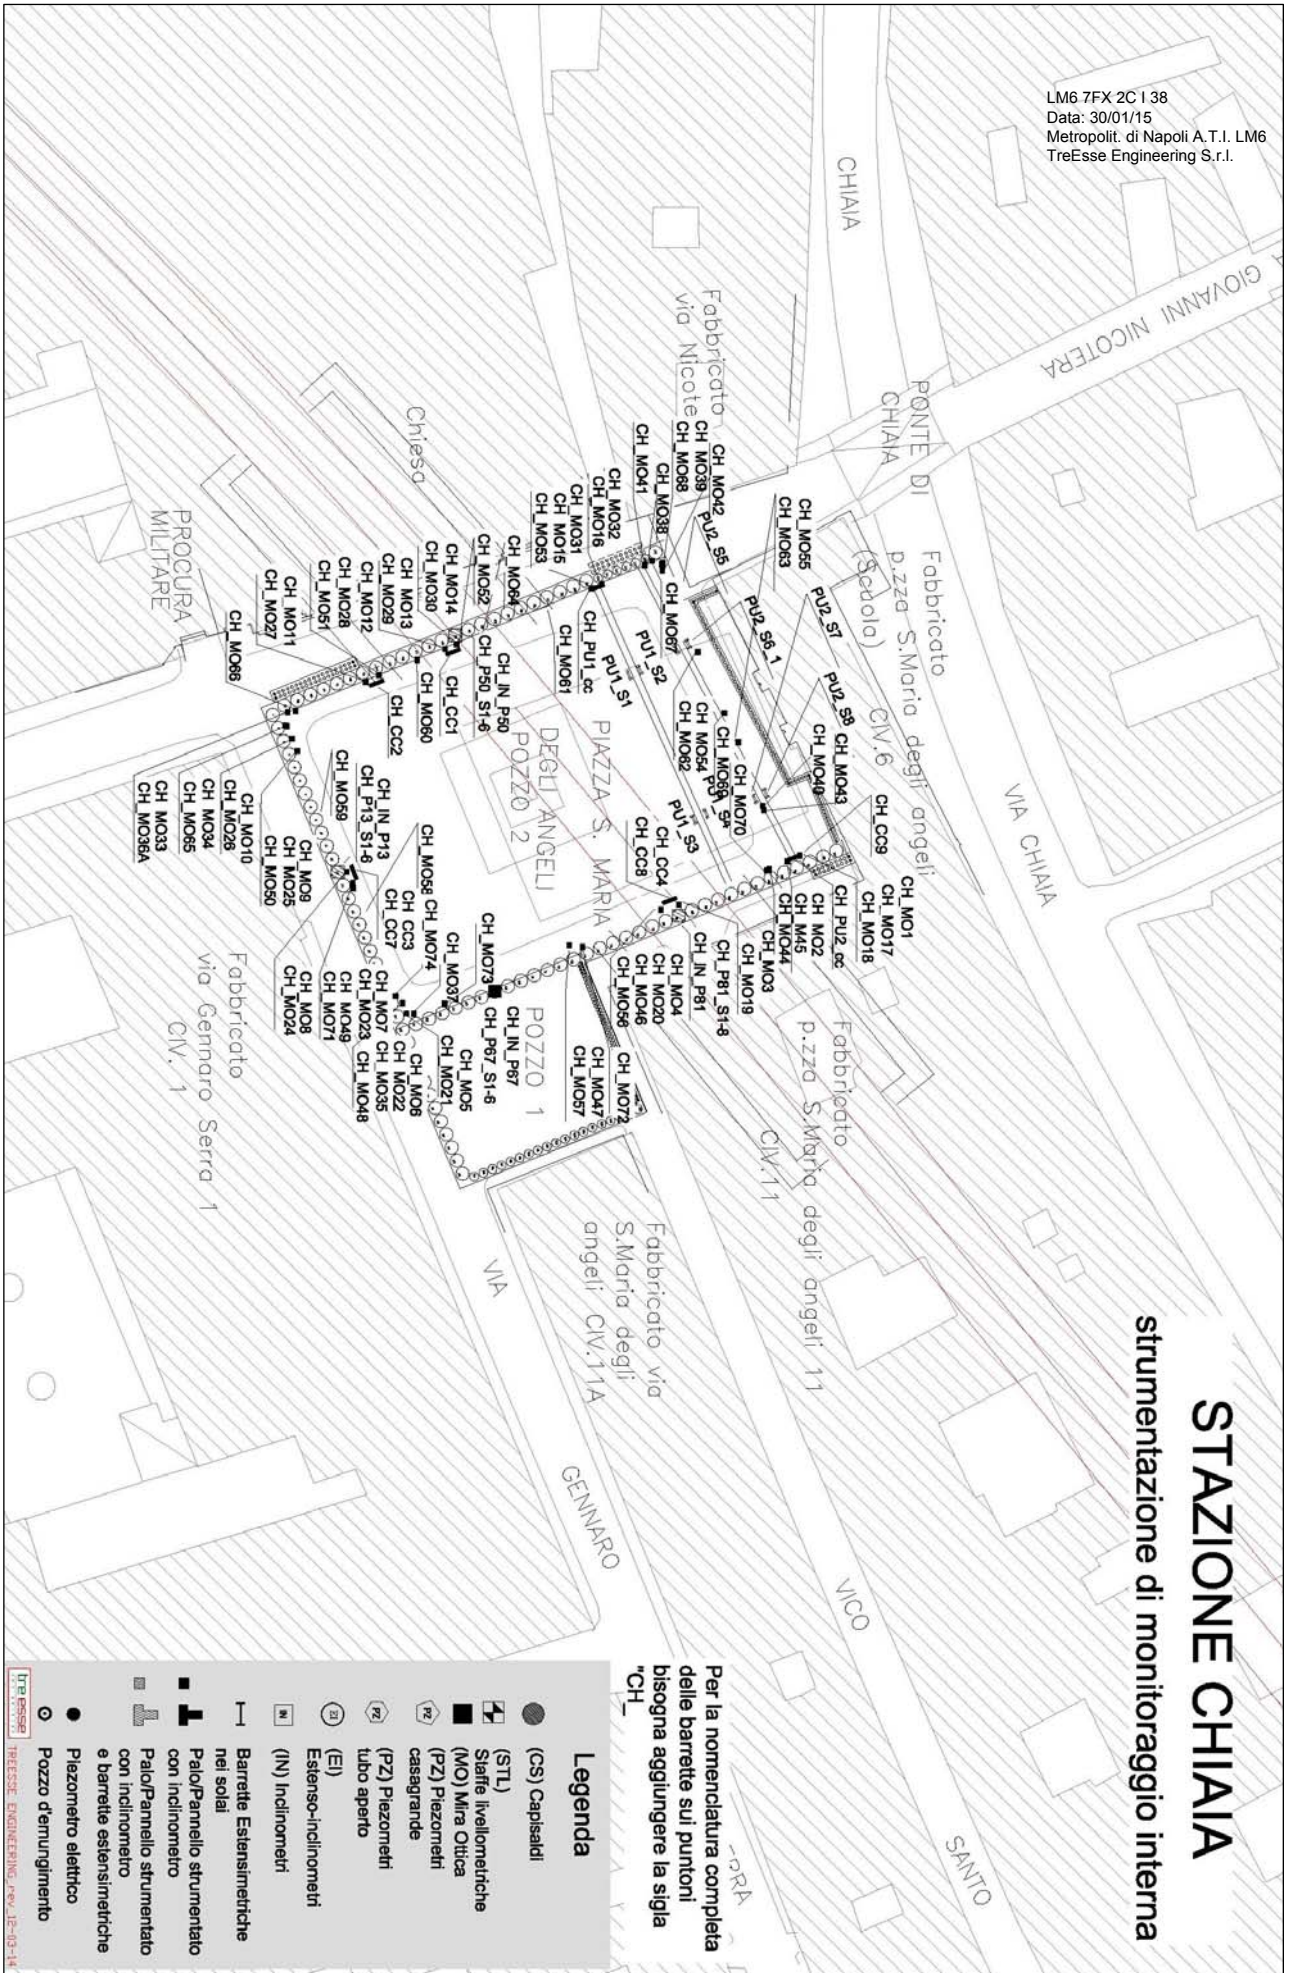 LM6 7FX 2C I 38
Data: 30/01/15
Metropolit. di Napoli A.T.I. LM6
TreEsse Engineering S.r.l.
STAZIONE CHIAIA
strumentazione di monitoraggio interna
GIOVANNI NICOTERA
CHIAIA
PONTE DI
CHIAIA
VIA CHIAIA
Fabbricato
via Nicote
Fabbricato
p.zza S.Maria degli angeli
(Scuola) CIV.6
Chiesa
PROCURA
MILITARE
PIAZZA S. MARIA
DEGLI ANGELI
POZZO 2
POZZO 1
Fabbricato
p.zza S.Maria degli angeli 11
CIV.11
Fabbricato via
S.Maria degli
angeli CIV.11A
Fabbricato
via Gennaro Serra 1
CIV. 1
VIA
GENNARO
VICO
SANTO
CH_MO55
CH_MO63
PU2_S7
PU2_S8
PU2_S6_1
PU2_S5
CH_MO42
CH_MO39
CH_MO68
CH_MO38
CH_MO41
CH_MO32
CH_MO16
CH_MO31
CH_MO15
CH_MO53
CH_MO64
CH_MO52
CH_MO14
CH_MO30
CH_MO13
CH_MO29
CH_MO12
CH_MO28
CH_MO51
CH_MO11
CH_MO27
CH_MO66
CH_MO67
PU1_S2
PU1_S1
CH_PU1_cc
CH_MO61
CH_IN_P50
CH_P50_S1-6
CH_CC1
CH_MO60
CH_CC2
CH_MO43
CH_MO40
CH_MO70
CH_MO69
PU1_S4
CH_MO54
CH_MO62
PU1_S3
CH_CC9
CH_CC4
CH_CC8
CH_MO1
CH_MO17
CH_MO18
CH_PU2_cc
CH_MO2
CH_M45
CH_MO44
CH_MO3
CH_MO19
CH_P81_S1-8
CH_IN_P81
CH_MO4
CH_MO20
CH_MO46
CH_MO56
CH_MO72
CH_MO47
CH_MO57
CH_IN_P67
CH_P67_S1-6
CH_MO73
CH_MO37
CH_MO74
CH_MO5
CH_MO21
CH_MO6
CH_MO22
CH_MO35
CH_MO48
CH_MO58
CH_CC3
CH_CC7
CH_IN_P13
CH_P13_S1-6
CH_MO59
CH_MO7
CH_MO23
CH_MO49
CH_MO71
CH_MO8
CH_MO24
CH_MO9
CH_MO25
CH_MO50
CH_MO10
CH_MO26
CH_MO34
CH_MO65
CH_MO33
CH_MO36A
Per la nomenclatura completa
delle barrette sui puntoni
bisogna aggiungere la sigla
"CH_
Legenda
(CS) Capisaldi
(STL)
Staffe livellometriche
(MO) Mira Ottica
PZ
(PZ) Piezometri
casagrande
PZ
(PZ) Piezometri
tubo aperto
(EI)
Estenso-inclinometri
IN
(IN) Inclinometri
Barrette Estensimetriche
nei solai
Palo/Pannello strumentato
con inclinometro
Palo/Pannello strumentato
con inclinometro
e barrette estensimetriche
Piezometro elettrico
Pozzo d'emungimento
tre esse
TREESSE ENGINEERING_rev_12-03-14